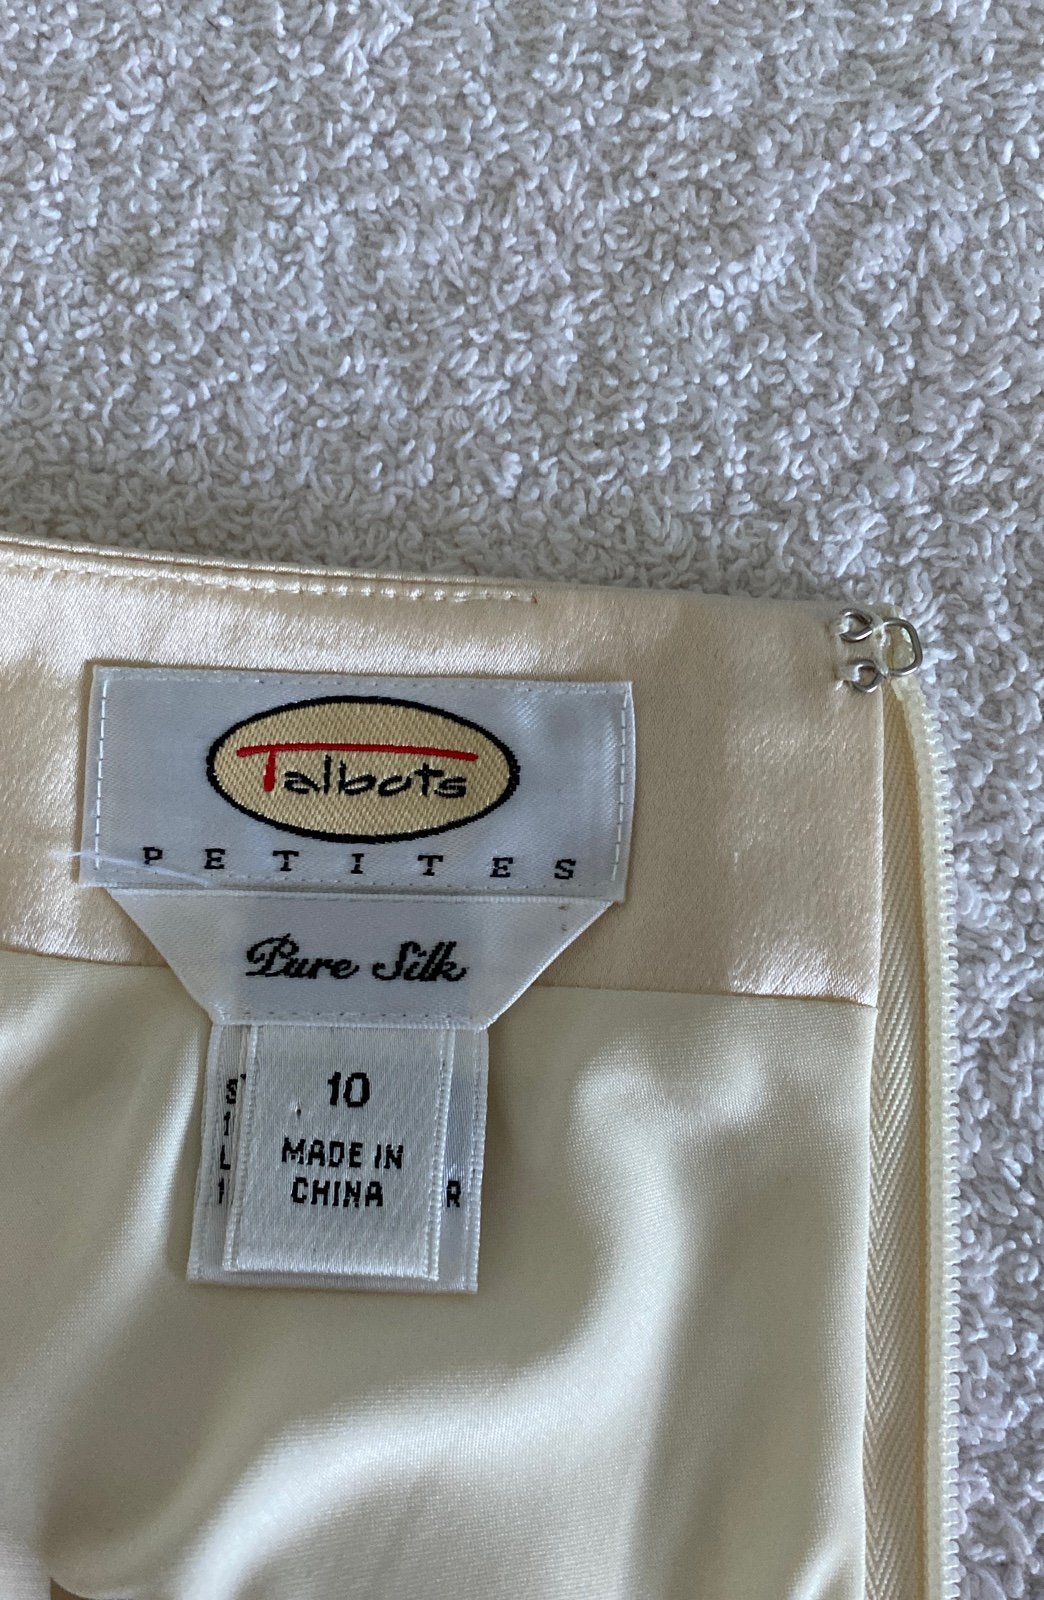 Talbots
PETITES
Pure Silk
10
MADE IN
CHINA
R